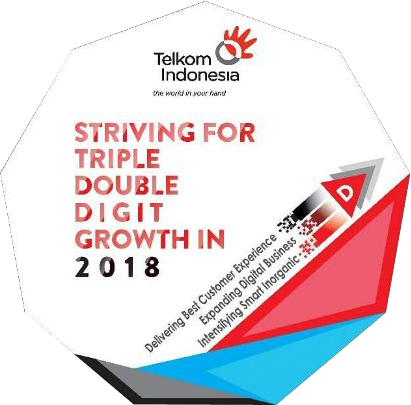 Telkom
Indonesia
the world in your hand
STRIVING FOR
TRIPLE
DOUBLE
DIGIT
GROWTH IN
2018
D
Delivering Best Customer Experience
Expanding Digital Business
Intensifying Smart Inorganic